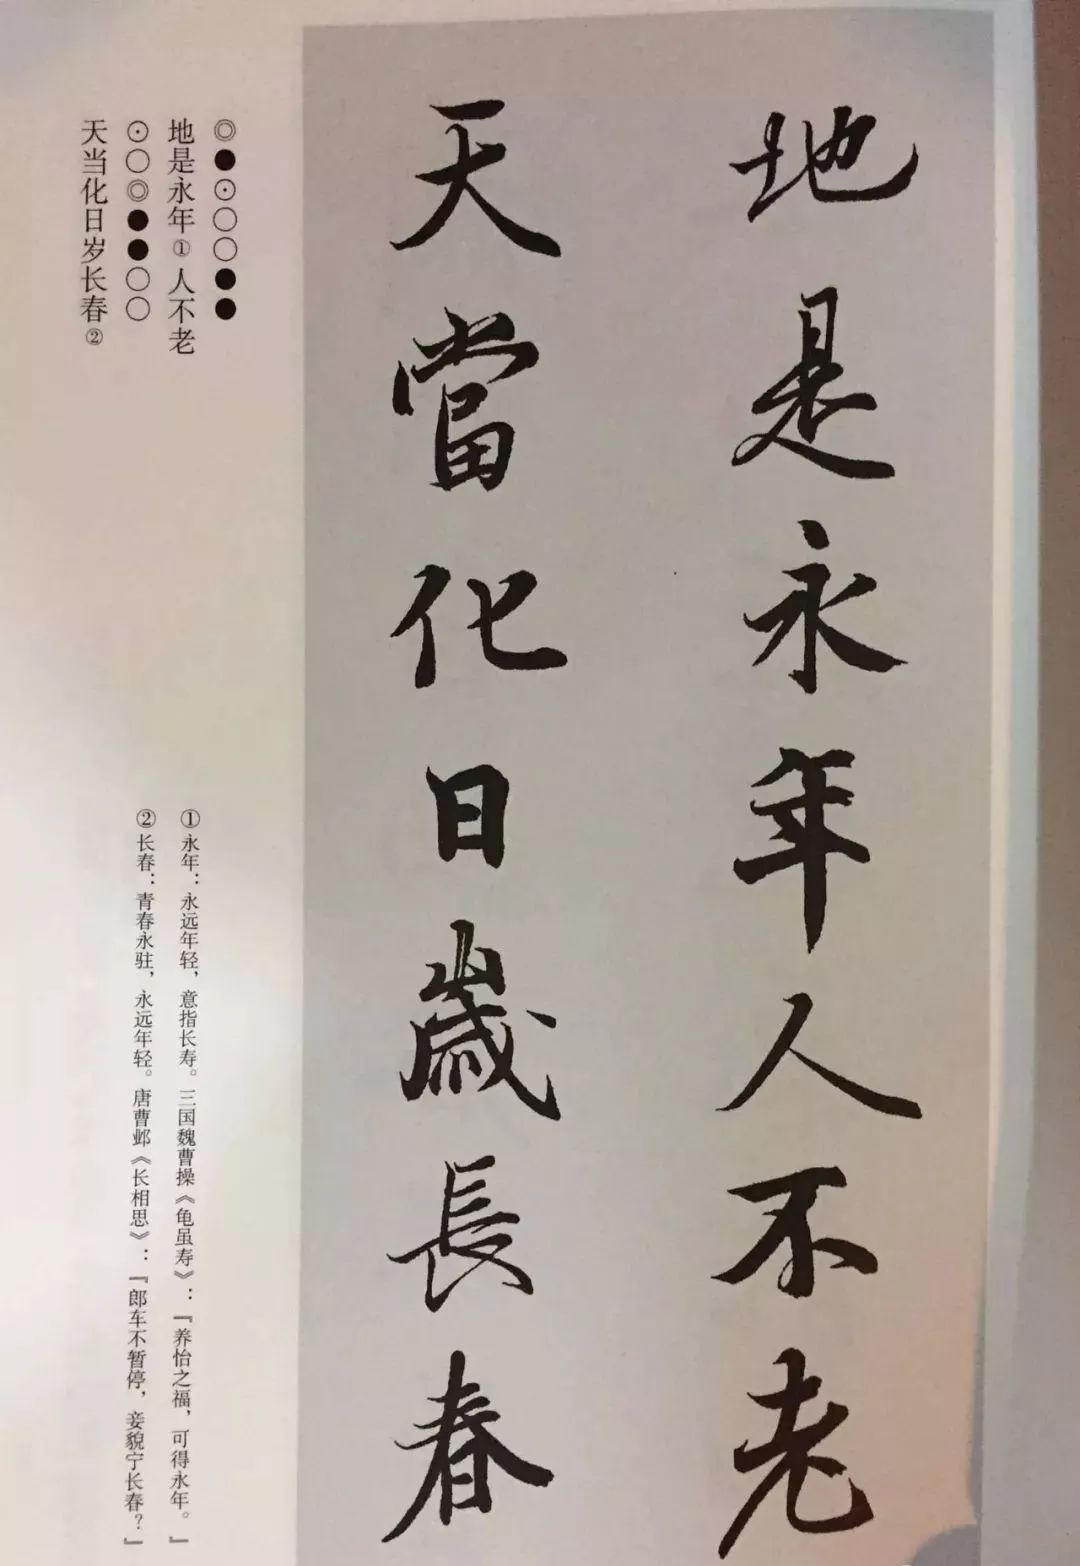 地是永年人不老
天當化日歲長春
◎●⊙○○●●
地是永年①人不老
⊙○◎●●○○
天当化日岁长春②
①永年：永远年轻，意指长寿。三国魏曹操《龟虽寿》：『养怡之福，可得永年。』
②长春：青春永驻，永远年轻。唐曹邺《长相思》：『郎车不暂停，妾貌宁长春？』